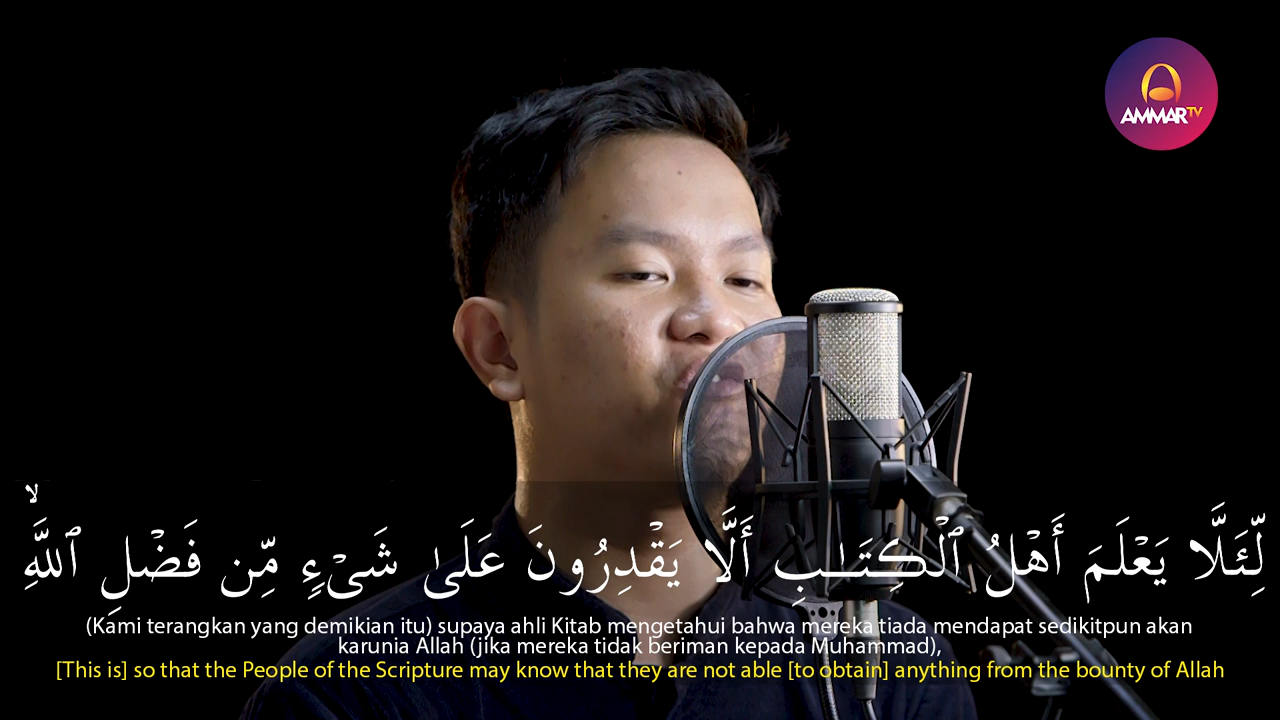 AMMARTV
لِّئَلَّا يَعْلَمَ أَهْلُ ٱلْكِتَـٰبِ أَلَّا يَقْدِرُونَ عَلَىٰ شَىْءٍ مِّن فَضْلِ ٱللَّهِ ۙ
(Kami terangkan yang demikian itu) supaya ahli Kitab mengetahui bahwa mereka tiada mendapat sedikitpun akan
karunia Allah (jika mereka tidak beriman kepada Muhammad),
[This is] so that the People of the Scripture may know that they are not able [to obtain] anything from the bounty of Allah